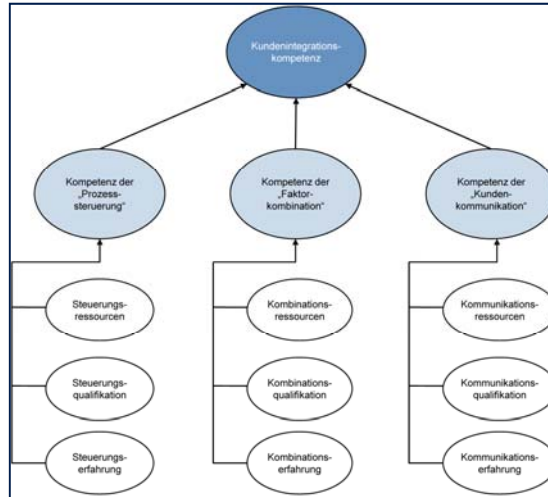 Kundenintegrations-
kompetenz
Kompetenz der
„Prozess-
steuerung"
Kompetenz der
„Faktor-
kombination"
Kompetenz der
„Kunden-
kommunikation"
Steuerungs-
ressourcen
Kombinations-
ressourcen
Kommunikations-
ressourcen
Steuerungs-
qualifikation
Kombinations-
qualifikation
Kommunikations-
qualifikation
Steuerungs-
erfahrung
Kombinations-
erfahrung
Kommunikations-
erfahrung